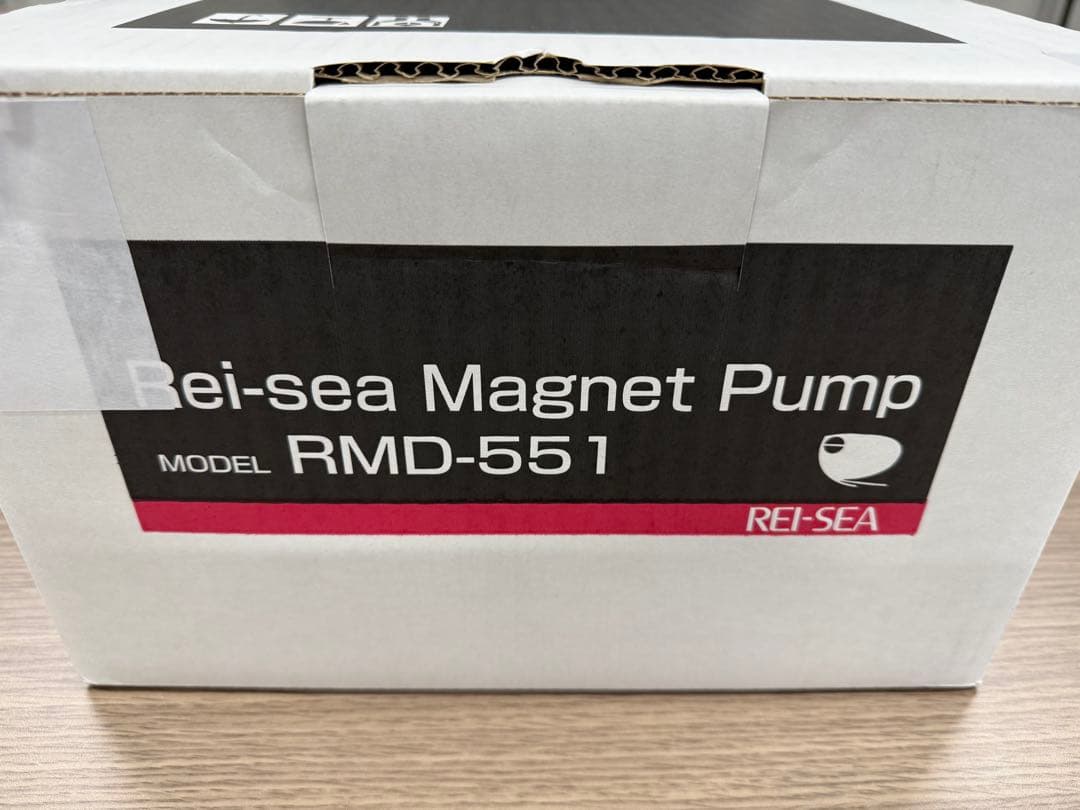 Rei-sea Magnet Pump
MODEL RMD-551
REI-SEA